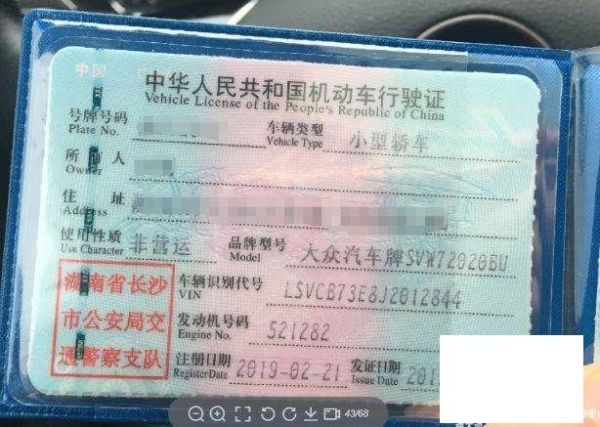 中国
中华人民共和国机动车行驶证
Vehicle License of the People's Republic of China
号牌号码 车辆类型 小型轿车
Plate No. Vehicle Type
所有人
Owner
住 址
Address
使用性质 非营运 品牌型号 大众汽车牌SVW72020BU
Use Character Model
湖南省长沙
市公安局交
通警察支队
车辆识别代号 LSVCB73E8J2012844
VIN
发动机号码 521282
Engine No.
注册日期 2019-02-21 发证日期 201
Register Date Issue Date
43/68